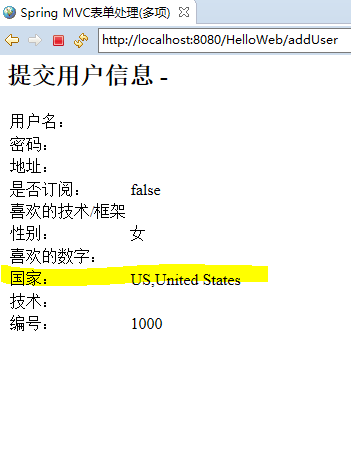 Spring MVC表单处理(多项)
http://localhost:8080/HelloWeb/addUser
提交用户信息 -
用户名：
密码：
地址：
是否订阅： false
喜欢的技术/框架
性别： 女
喜欢的数字：
国家： US,United States
技术：
编号： 1000